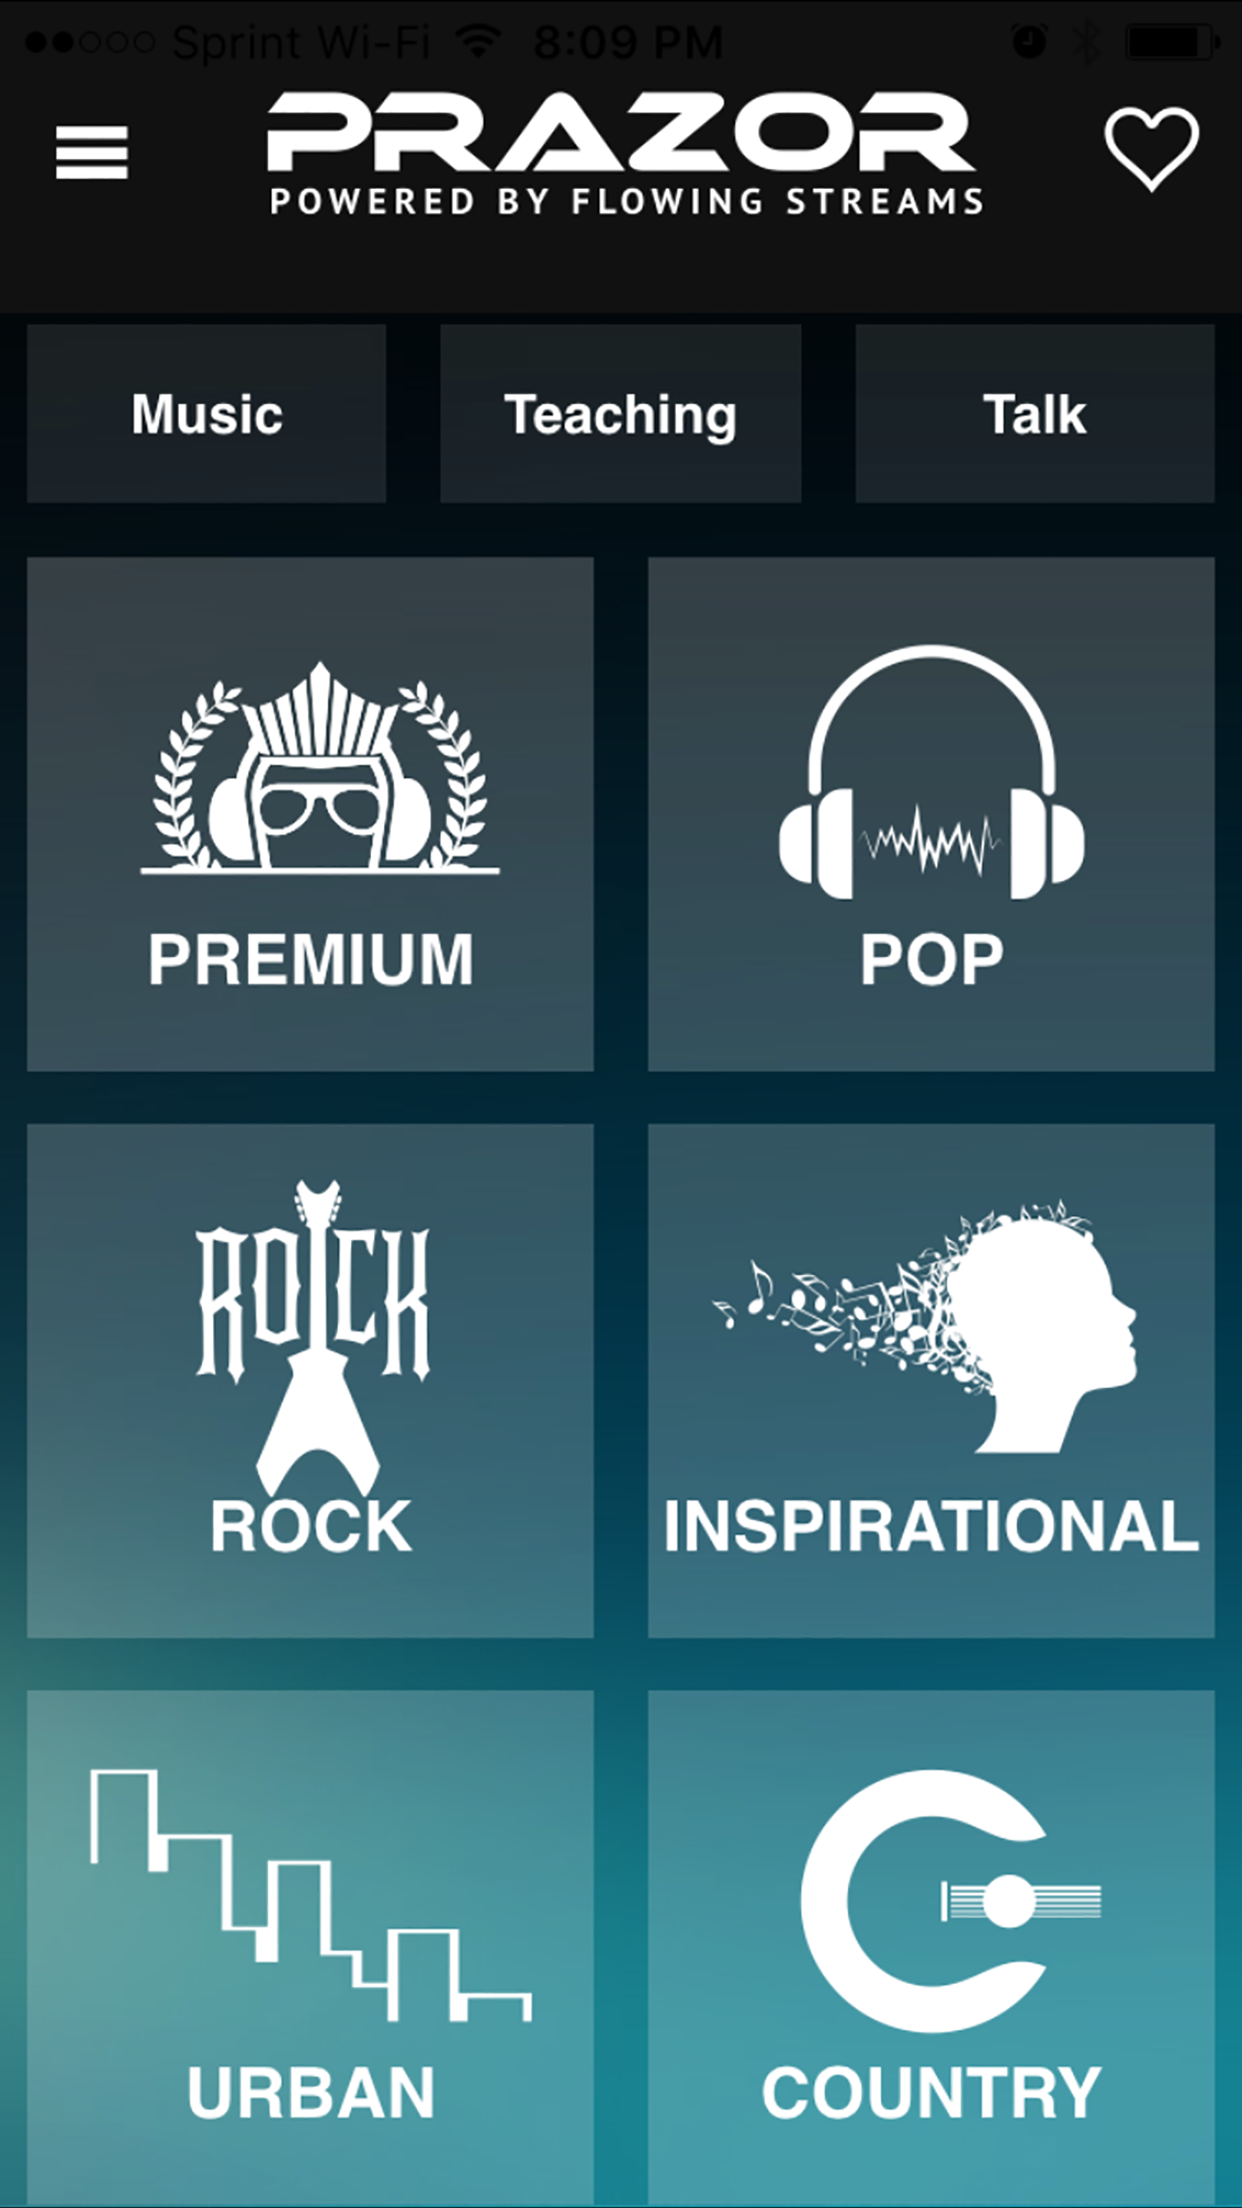 Sprint Wi-Fi 8:09 PM
PRAZOR
POWERED BY FLOWING STREAMS
Music Teaching Talk
PREMIUM POP
ROCK
ROCK INSPIRATIONAL
URBAN COUNTRY